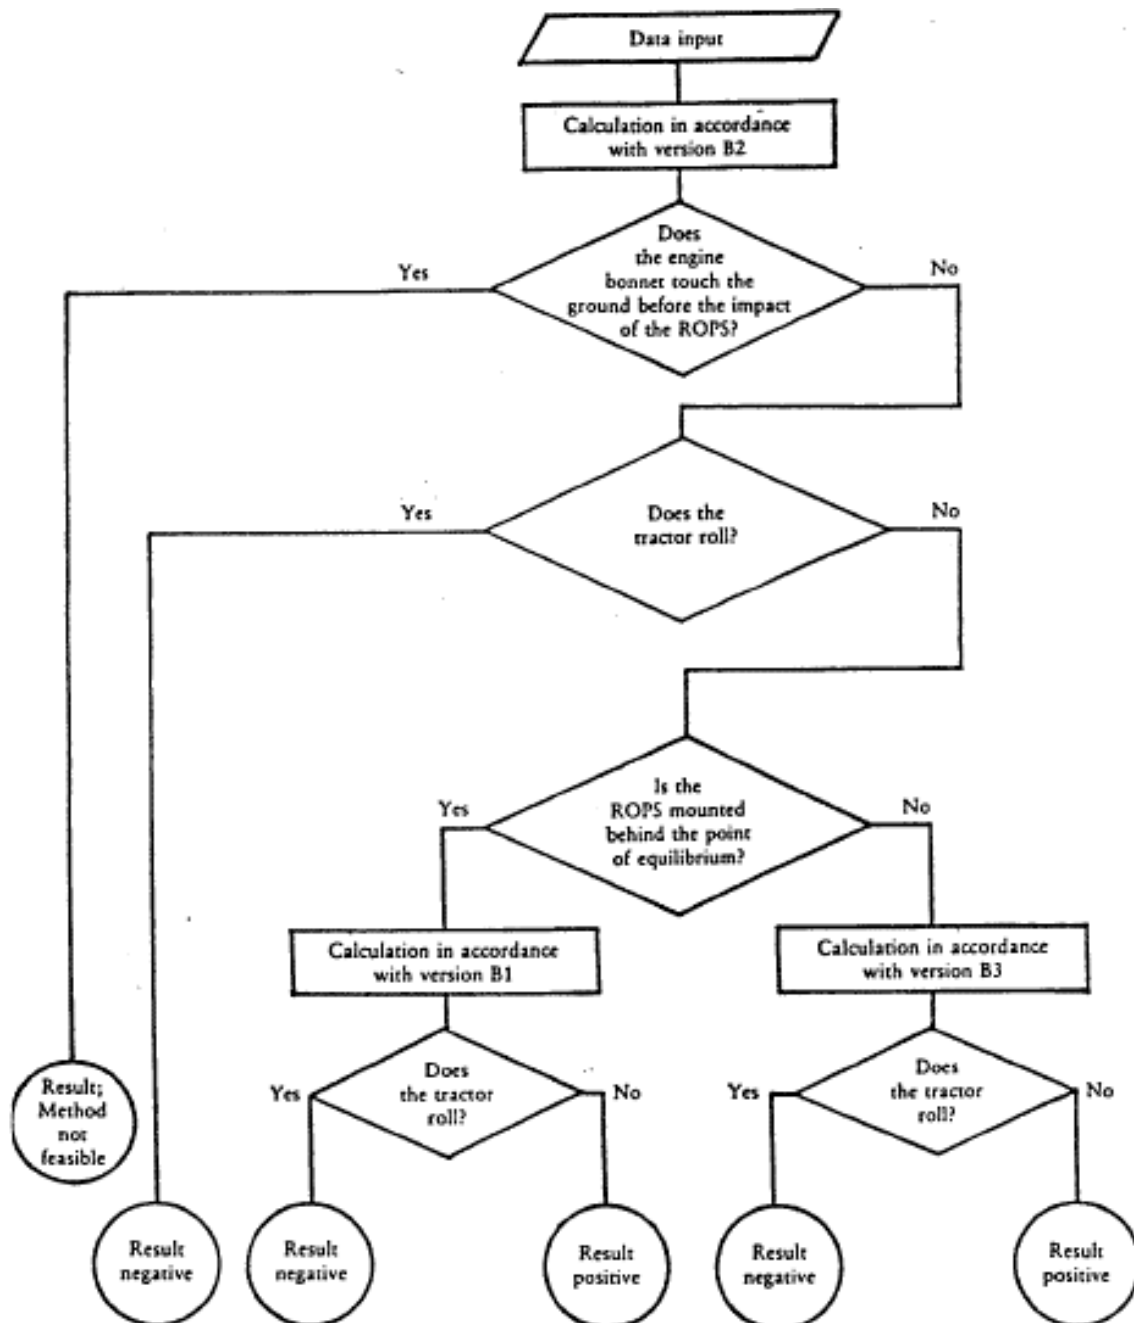 Data input
Calculation in accordance
with version B2
Does
the engine
bonnet touch the
ground before the impact
of the ROPS?
Yes
No
Does the
tractor roll?
Yes
No
Is the
ROPS mounted
behind the point
of equilibrium?
Yes
No
Calculation in accordance
with version B1
Calculation in accordance
with version B3
Does
the tractor
roll?
Yes
No
Does
the tractor
roll?
Yes
No
Result;
Method
not
feasible
Result
negative
Result
negative
Result
positive
Result
negative
Result
positive